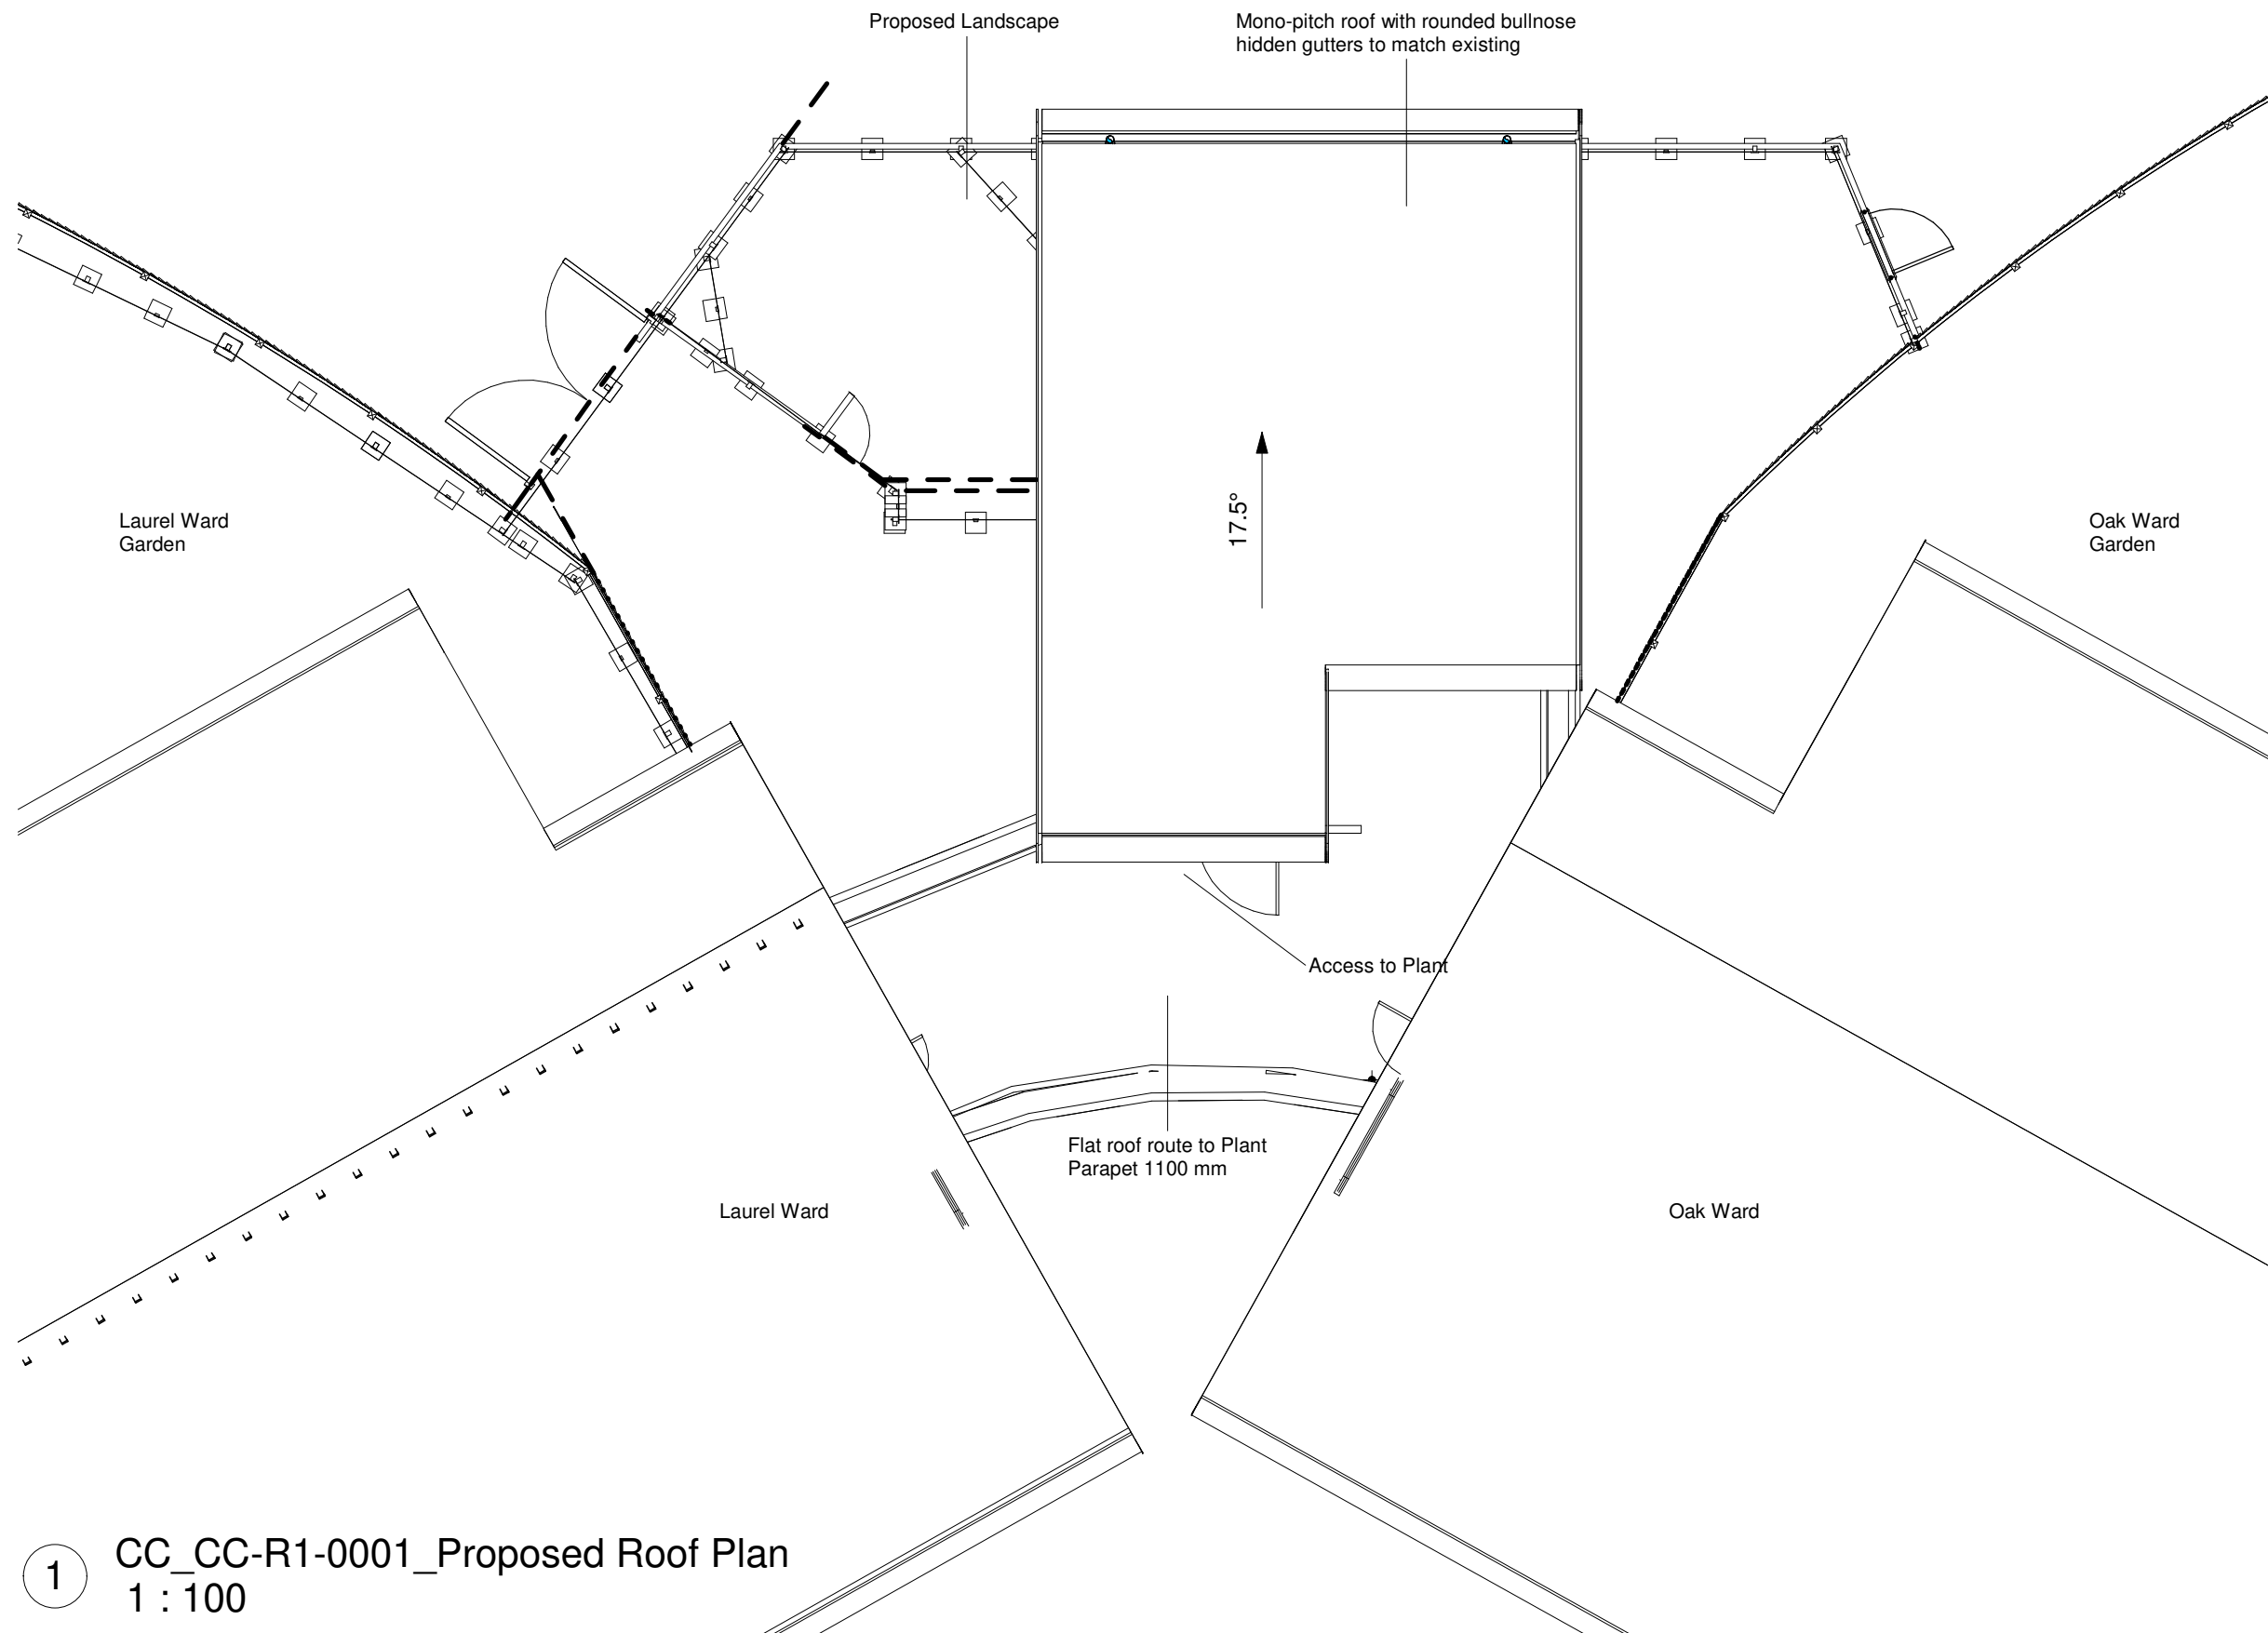 Proposed Landscape
Mono-pitch roof with rounded bullnose
hidden gutters to match existing
17.5°
Laurel Ward
Garden
Oak Ward
Garden
Access to Plant
Flat roof route to Plant
Parapet 1100 mm
Laurel Ward
Oak Ward
1
CC_CC-R1-0001_Proposed Roof Plan
1 : 100